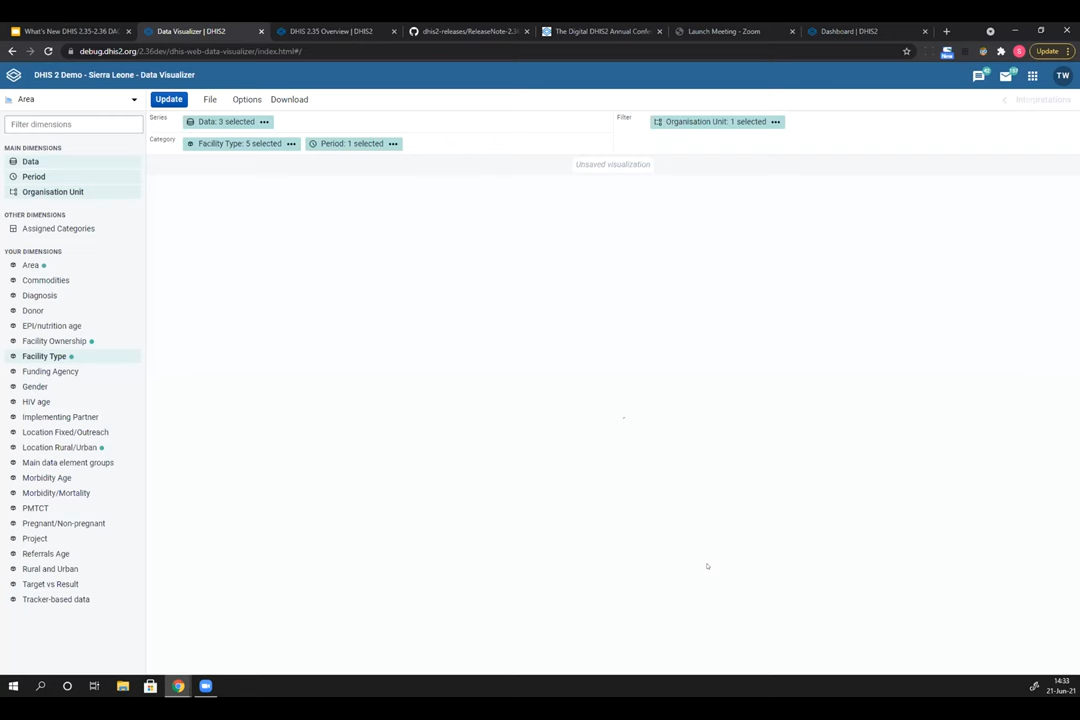 What's New DHIS 2.35-2.36 DAC
Data Visualizer | DHIS2
DHIS 2.35 Overview | DHIS2
dhis2-releases/ReleaseNote-2.3
The Digital DHIS2 Annual Confe
Launch Meeting - Zoom
Dashboard | DHIS2
debug.dhis2.org/2.36dev/dhis-web-data-visualizer/index.html#/
New
S
Update
DHIS 2 Demo - Sierra Leone - Data Visualizer
TW
Area
Update
File
Options
Download
Interpretations
Filter dimensions
Series
Data: 3 selected
Filter
Organisation Unit: 1 selected
Category
Facility Type: 5 selected
Period: 1 selected
Unsaved visualization
MAIN DIMENSIONS
Data
Period
Organisation Unit
OTHER DIMENSIONS
Assigned Categories
YOUR DIMENSIONS
Area
Commodities
Diagnosis
Donor
EPI/nutrition age
Facility Ownership
Facility Type
Funding Agency
Gender
HIV age
Implementing Partner
Location Fixed/Outreach
Location Rural/Urban
Main data element groups
Morbidity Age
Morbidity/Mortality
PMTCT
Pregnant/Non-pregnant
Project
Referrals Age
Rural and Urban
Target vs Result
Tracker-based data
14:33
21-Jun-21